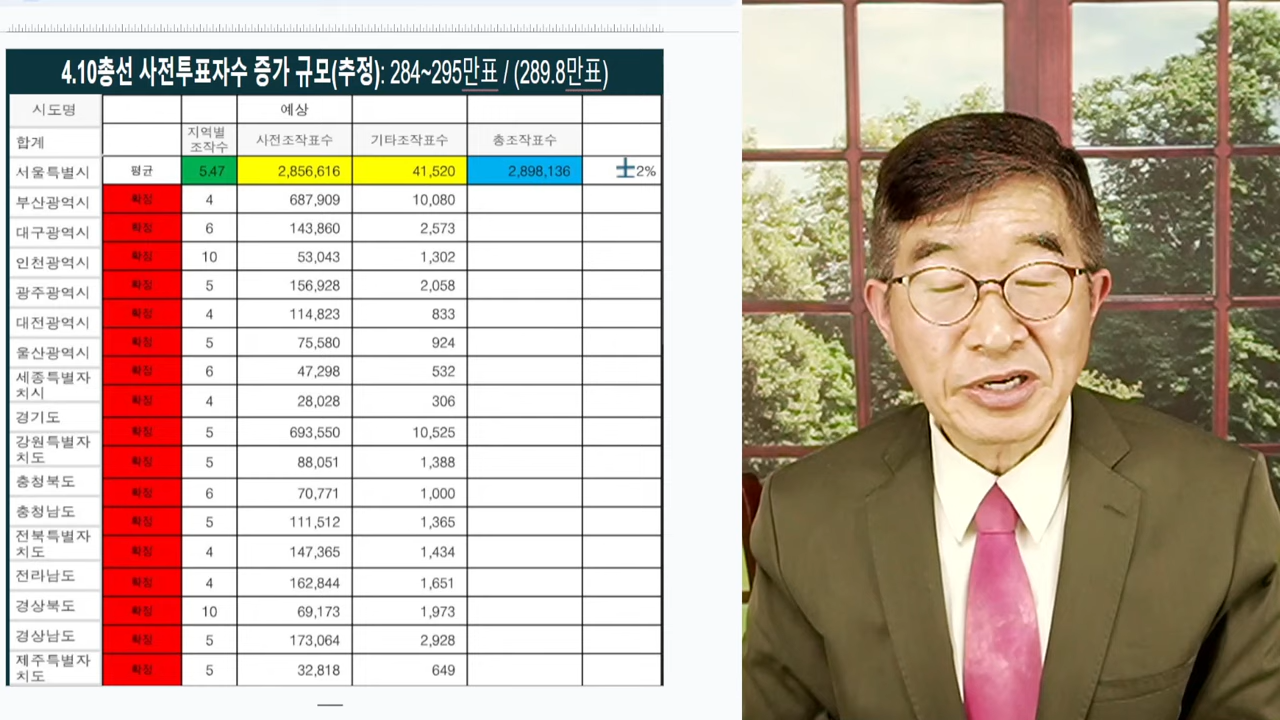 4.10총선 사전투표자수 증가 규모(추정): 284~295만표 / (289.8만표)
시도명 예상
합계 지역별 조작수 사전조작표수 기타조작표수 총조작표수
서울특별시 평균 5.47 2,856,616 41,520 2,898,136 ±2%
부산광역시 확정 4 687,909 10,080
대구광역시 확정 6 143,860 2,573
인천광역시 확정 10 53,043 1,302
광주광역시 확정 5 156,928 2,058
대전광역시 확정 4 114,823 833
울산광역시 확정 5 75,580 924
세종특별자치시 확정 6 47,298 532
경기도 확정 4 28,028 306
강원특별자치도 확정 5 693,550 10,525
충청북도 확정 5 88,051 1,388
충청남도 확정 6 70,771 1,000
전북특별자치도 확정 5 111,512 1,365
전라남도 확정 4 147,365 1,434
경상북도 확정 4 162,844 1,651
경상남도 확정 10 69,173 1,973
제주특별자치도 확정 5 173,064 2,928
확정 5 32,818 649